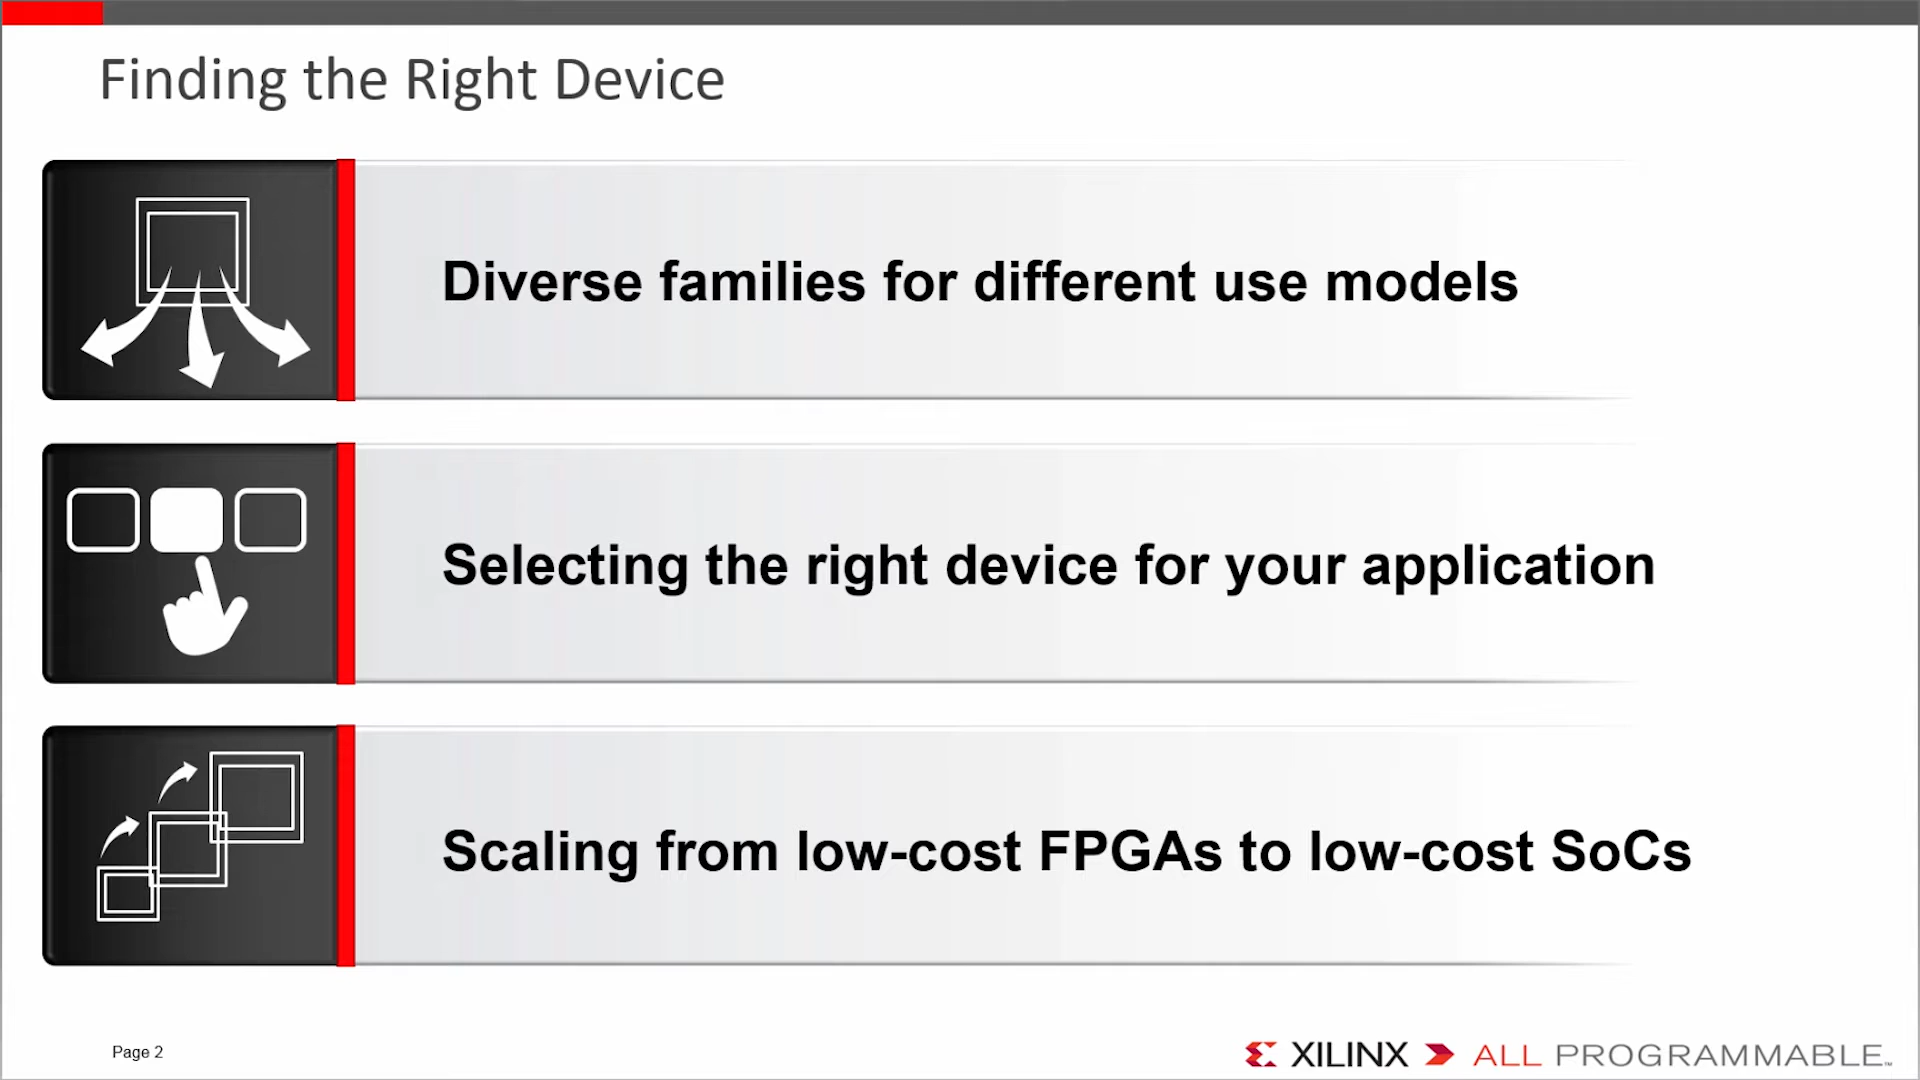 Finding the Right Device
Diverse families for different use models
Selecting the right device for your application
Scaling from low-cost FPGAs to low-cost SoCs
Page 2
XILINX ALL PROGRAMMABLE™